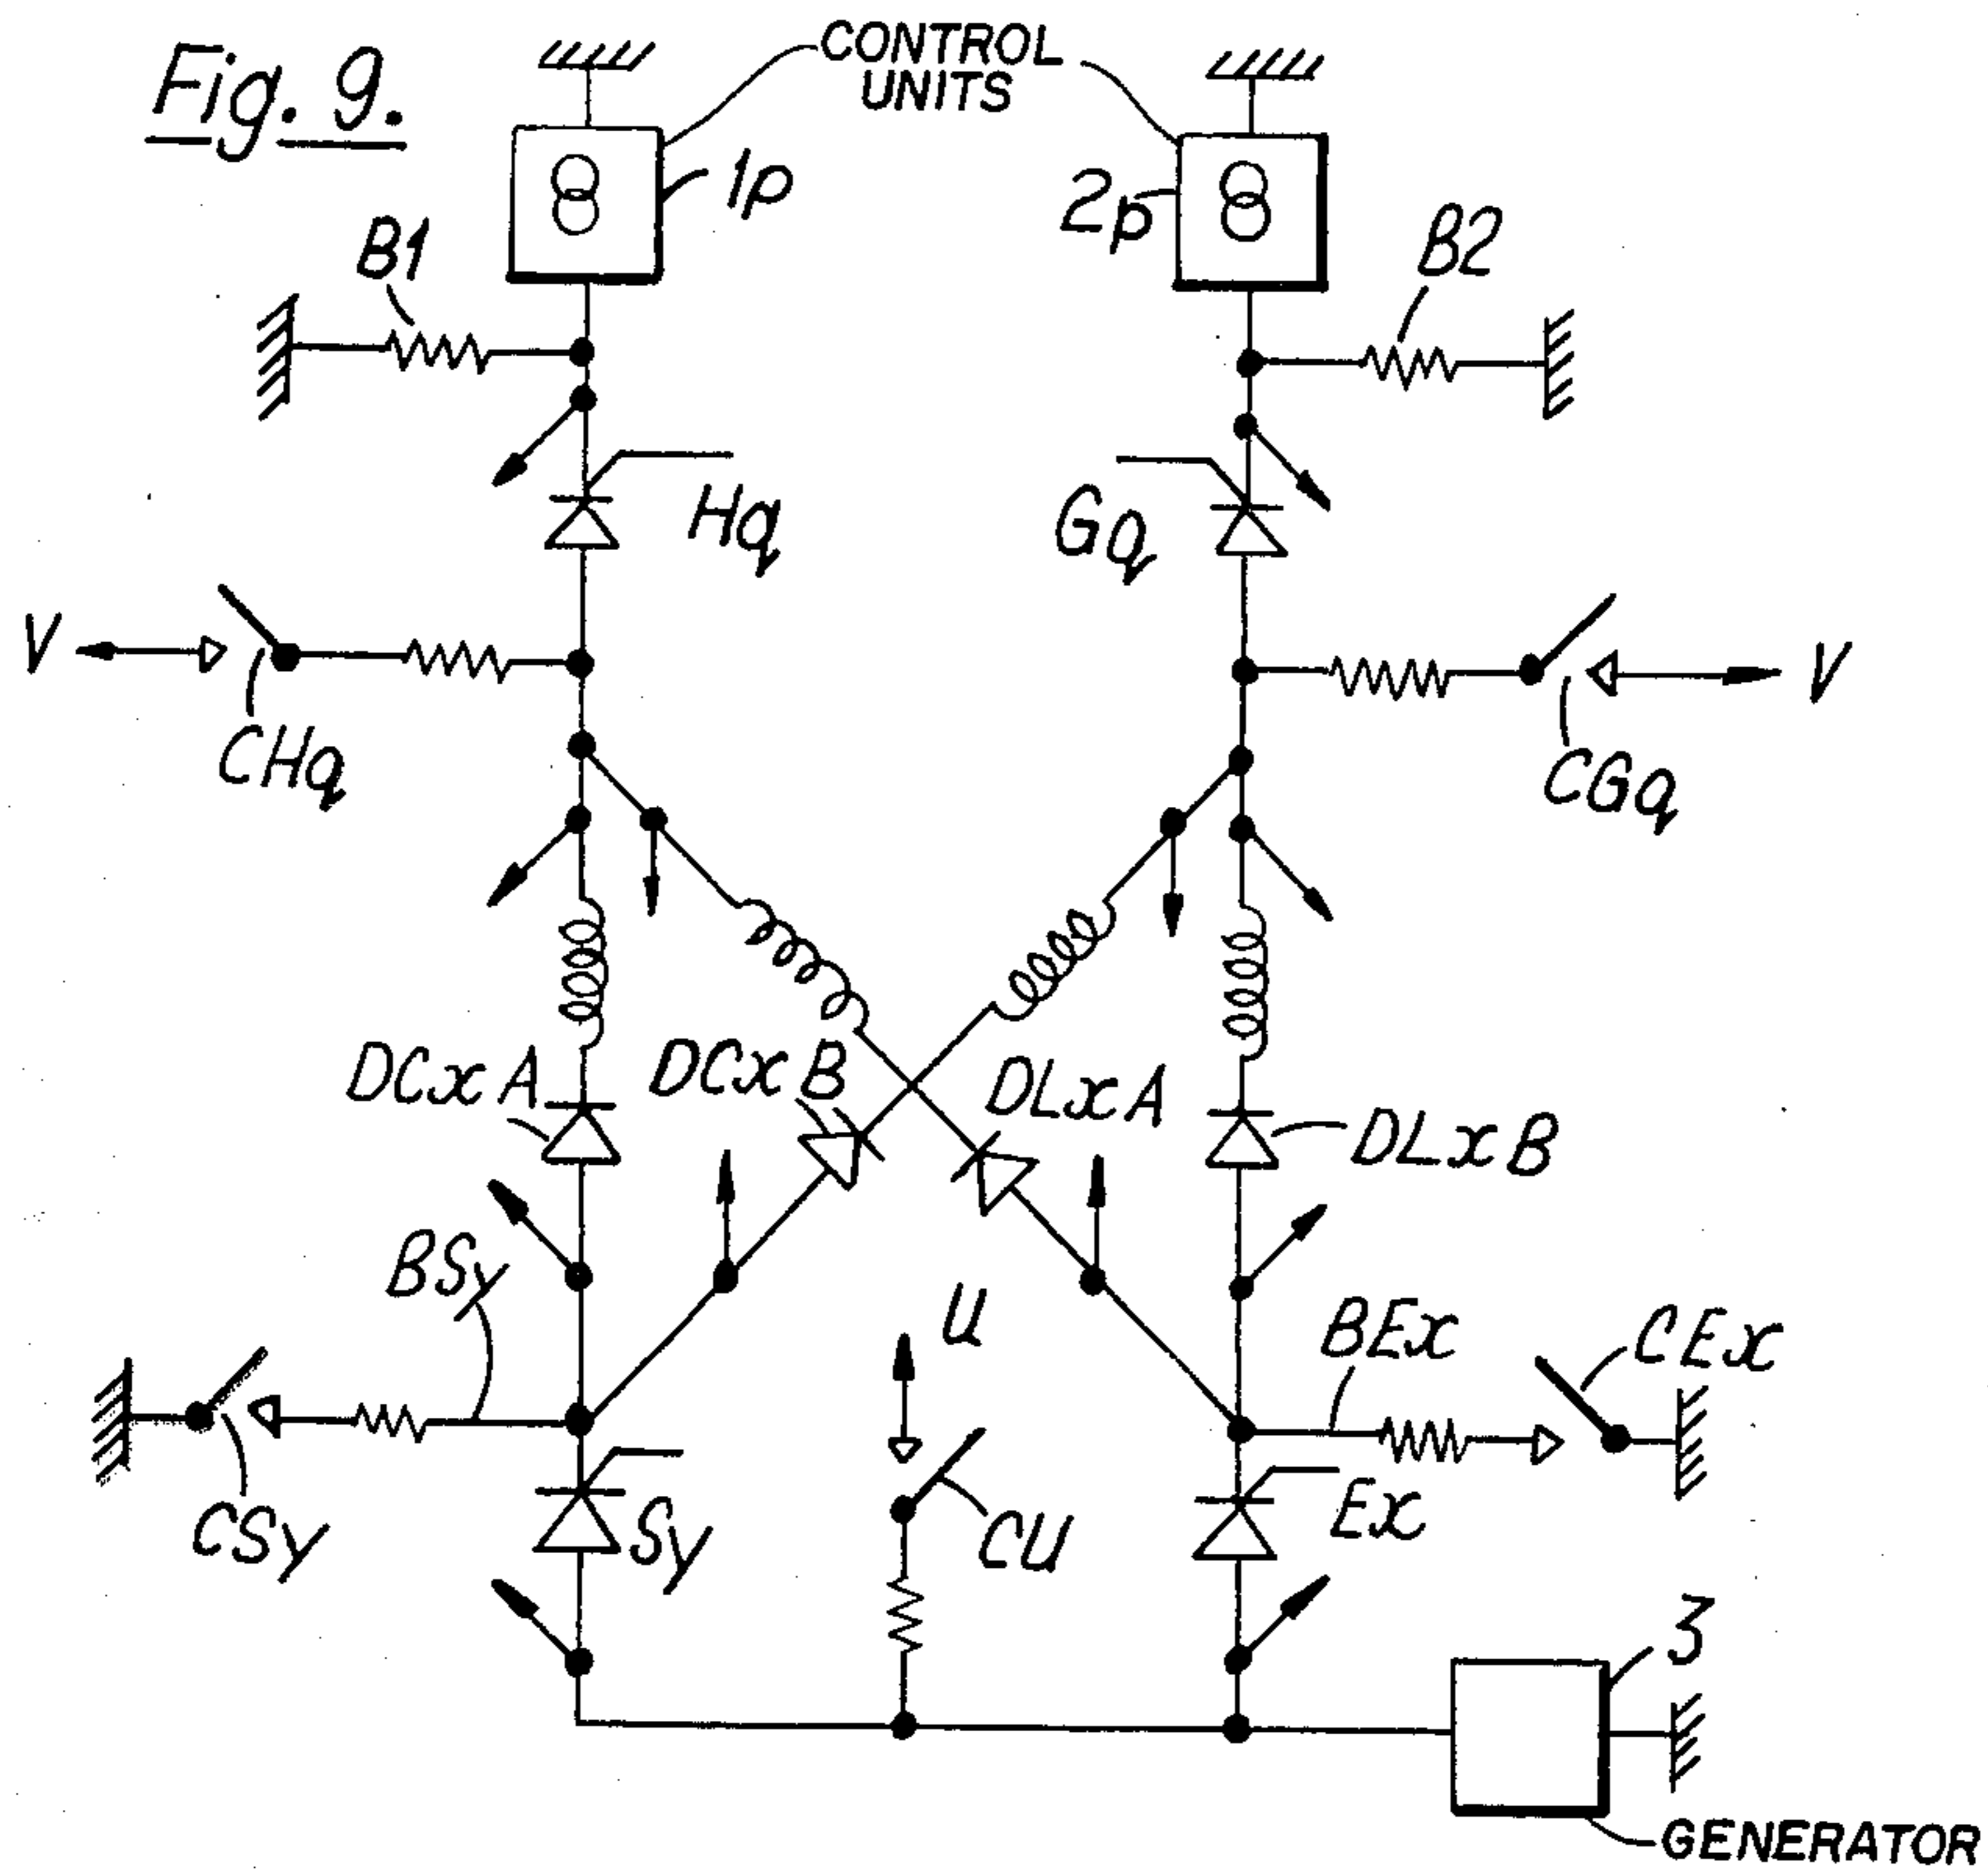 Fig. 9.
CONTROL
UNITS
1p
2p
B1
B2
Hq
Gq
V
V
CHq
CGq
DCxA
DCxB
DLxA
DLxB
BSy
U
BEx
CEx
CSy
Sy
CU
Ex
3
GENERATOR